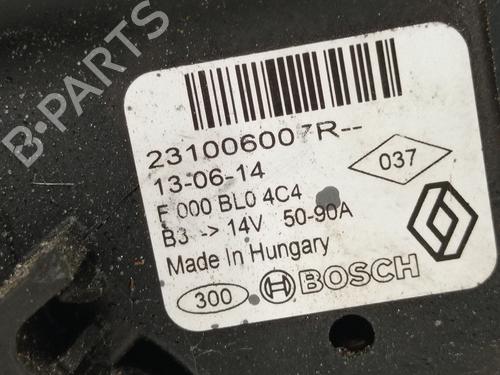 B-PARTS
231006007R--
037
13-06-14
F 000 BL0 4C4
B3 -> 14V 50-90A
Made In Hungary
300 BOSCH